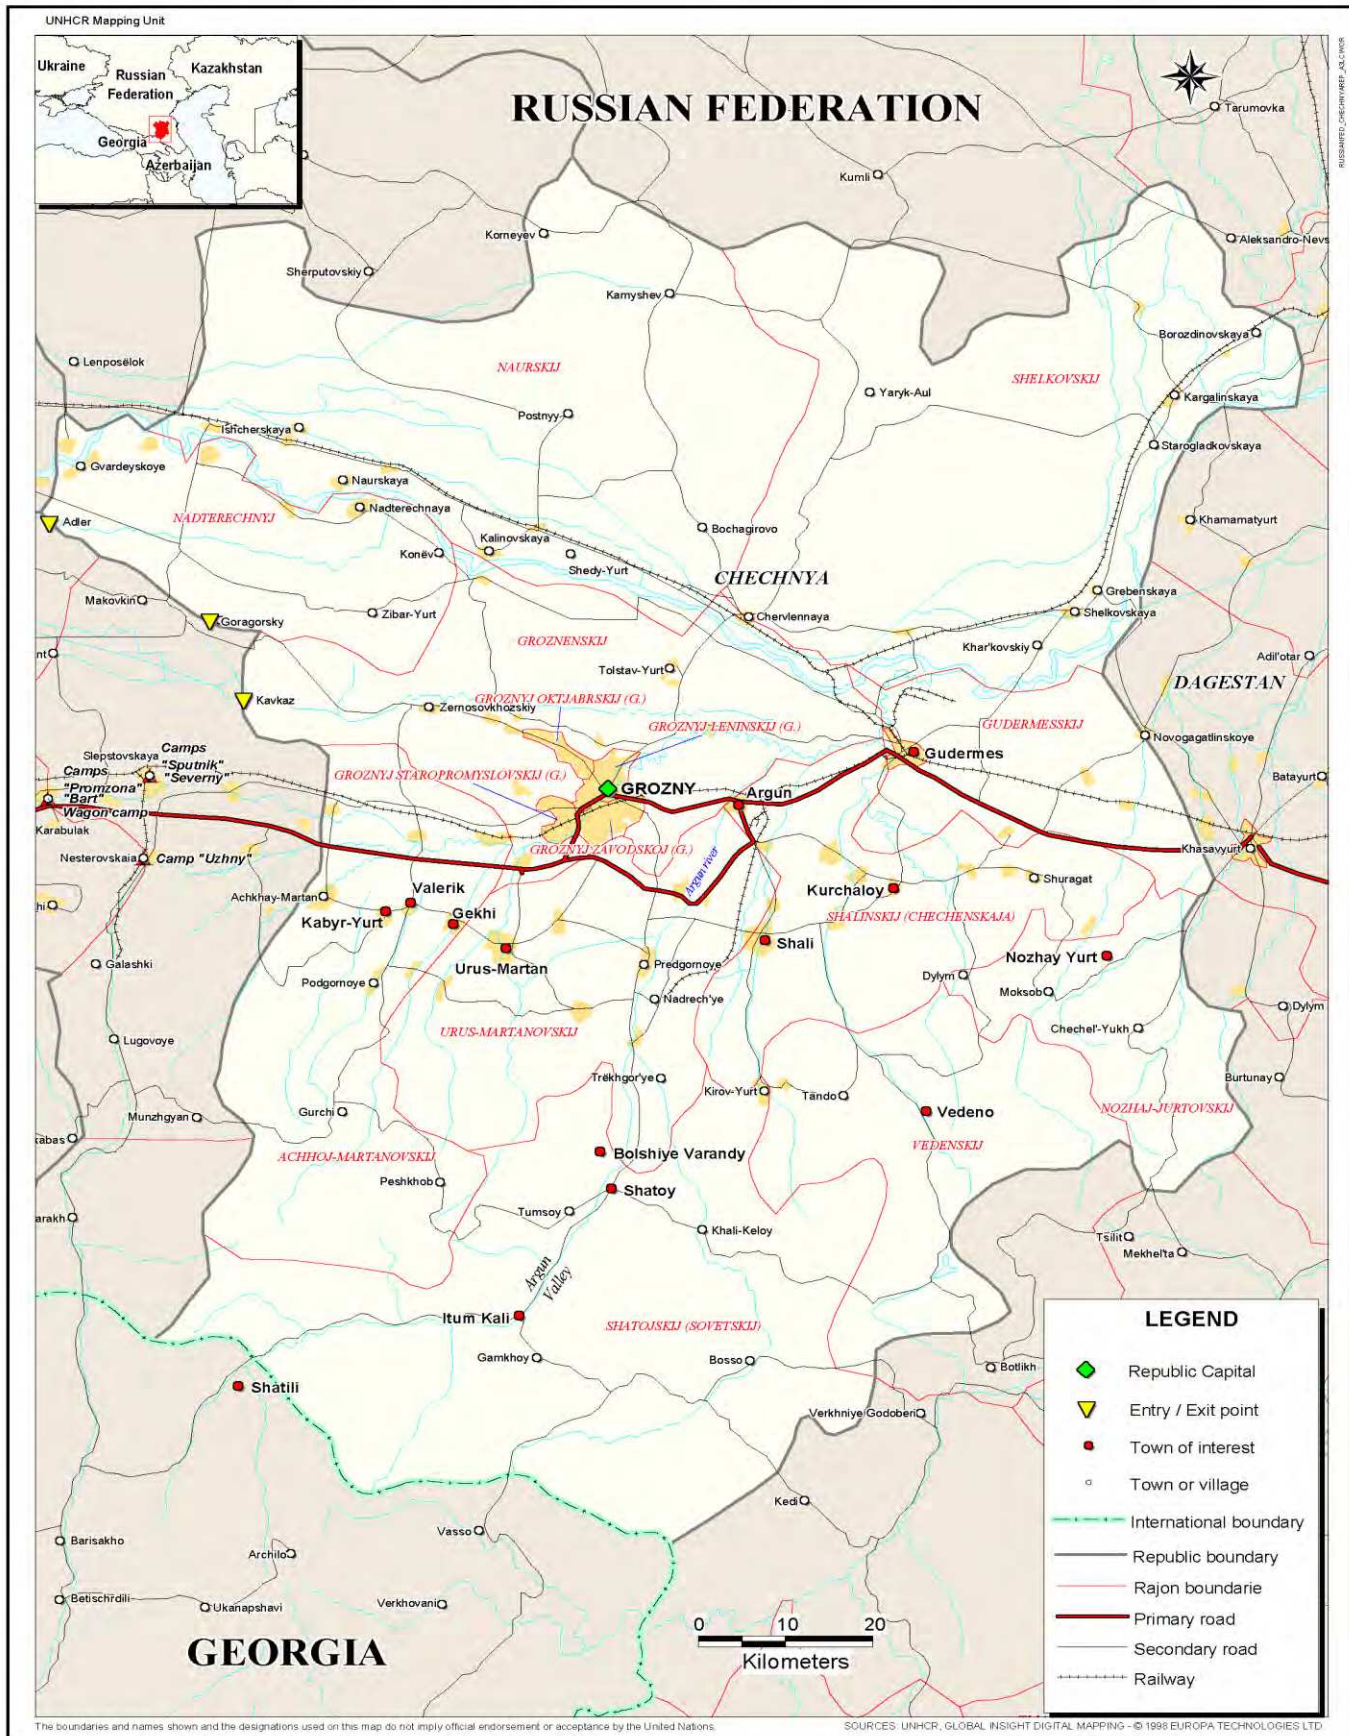 UNHCR Mapping Unit
RUSSIANFED_CHECHNYAREF_A3LCWCR
Ukraine
Russian
Federation
Kazakhstan
Georgia
Azerbaijan
RUSSIAN FEDERATION
Tarumovka
Kumli
Korneyev
Aleksandro-Nevs
Sherputovskiy
Kamyshev
Borozdinovskaya
Lenposëlok
NAURSKIJ
SHELKOVSKIJ
Yaryk-Aul
Kargalinskaya
Postnyy
Ishcherskaya
Starogladkovskaya
Gvardeyskoye
Naurskaya
Nadterechnaya
NADTERECHNYJ
Adler
Khamamatyurt
Bochagirovo
Kalinovskaya
Konëv
Shedy-Yurt
CHECHNYA
Grebenskaya
Makovkin
Zibar-Yurt
Shelkovskaya
Chervlennaya
Goragorsky
GROZNENSKIJ
Khar'kovskiy
nt
Adil'otar
Tolstav-Yurt
DAGESTAN
Kavkaz
GROZNYJ OKTJABRSKIJ (G.)
Zernosovkhozskiy
GROZNYJ LENINSKIJ (G.)
GUDERMESSKIJ
Novogagatlinskoye
Slepstovskaya
Camps
"Sputnik"
"Severny"
Gudermes
Camps
"Promzona"
"Bart"
Wagon camp
GROZNYJ STAROPROMYSLOVSKIJ (G.)
Batayurt
GROZNY
Argun
Karabulak
GROZNYJ ZAVODSKOJ (G.)
Khasavyurt
Nesterovskaia
Camp "Uzhny"
Argun river
Shuragat
Kurchaloy
Valerik
Achkhay-Martan
hi
Kabyr-Yurt
Gekhi
SHALINSKIJ (CHECHENSKAJA)
Shali
Nozhay Yurt
Galashki
Urus-Martan
Predgornoye
Podgornoye
Dylym
Moksob
Nadrech'ye
Dylym
URUS-MARTANOVSKIJ
Chechel'-Yukh
Lugovoye
Trëkhgor'ye
Burtunay
Kirov-Yurt
Tando
Munzhgyan
Gurchi
Vedeno
NOZHAJ-JURTOVSKIJ
kabas
VEDENSKIJ
ACHHOJ-MARTANOVSKIJ
Bolshiye Varandy
Peshkhob
Shatoy
Tumsoy
arakh
Khali-Keloy
Tsilit
Mekhel'ta
Argun
Valley
Itum Kali
SHATOJSKIJ (SOVETSKIJ)
Gamkhoy
Bosso
Botlikh
Shatili
Verkhniye Godoberi
Kedi
Vasso
Barisakho
Archilo
Betischrdili
Ukanapshavi
Verkhovani
GEORGIA
0 20
Kilometers
LEGEND
Republic Capital
Entry / Exit point
Town of interest
Town or village
International boundary
Republic boundary
Rajon boundarie
Primary road
Secondary road
Railway
The boundaries and names shown and the designations used on this map do not imply official endorsement or acceptance by the United Nations.
SOURCES: UNHCR, GLOBAL INSIGHT DIGITAL MAPPING - © 1998 EUROPA TECHNOLOGIES LTD.